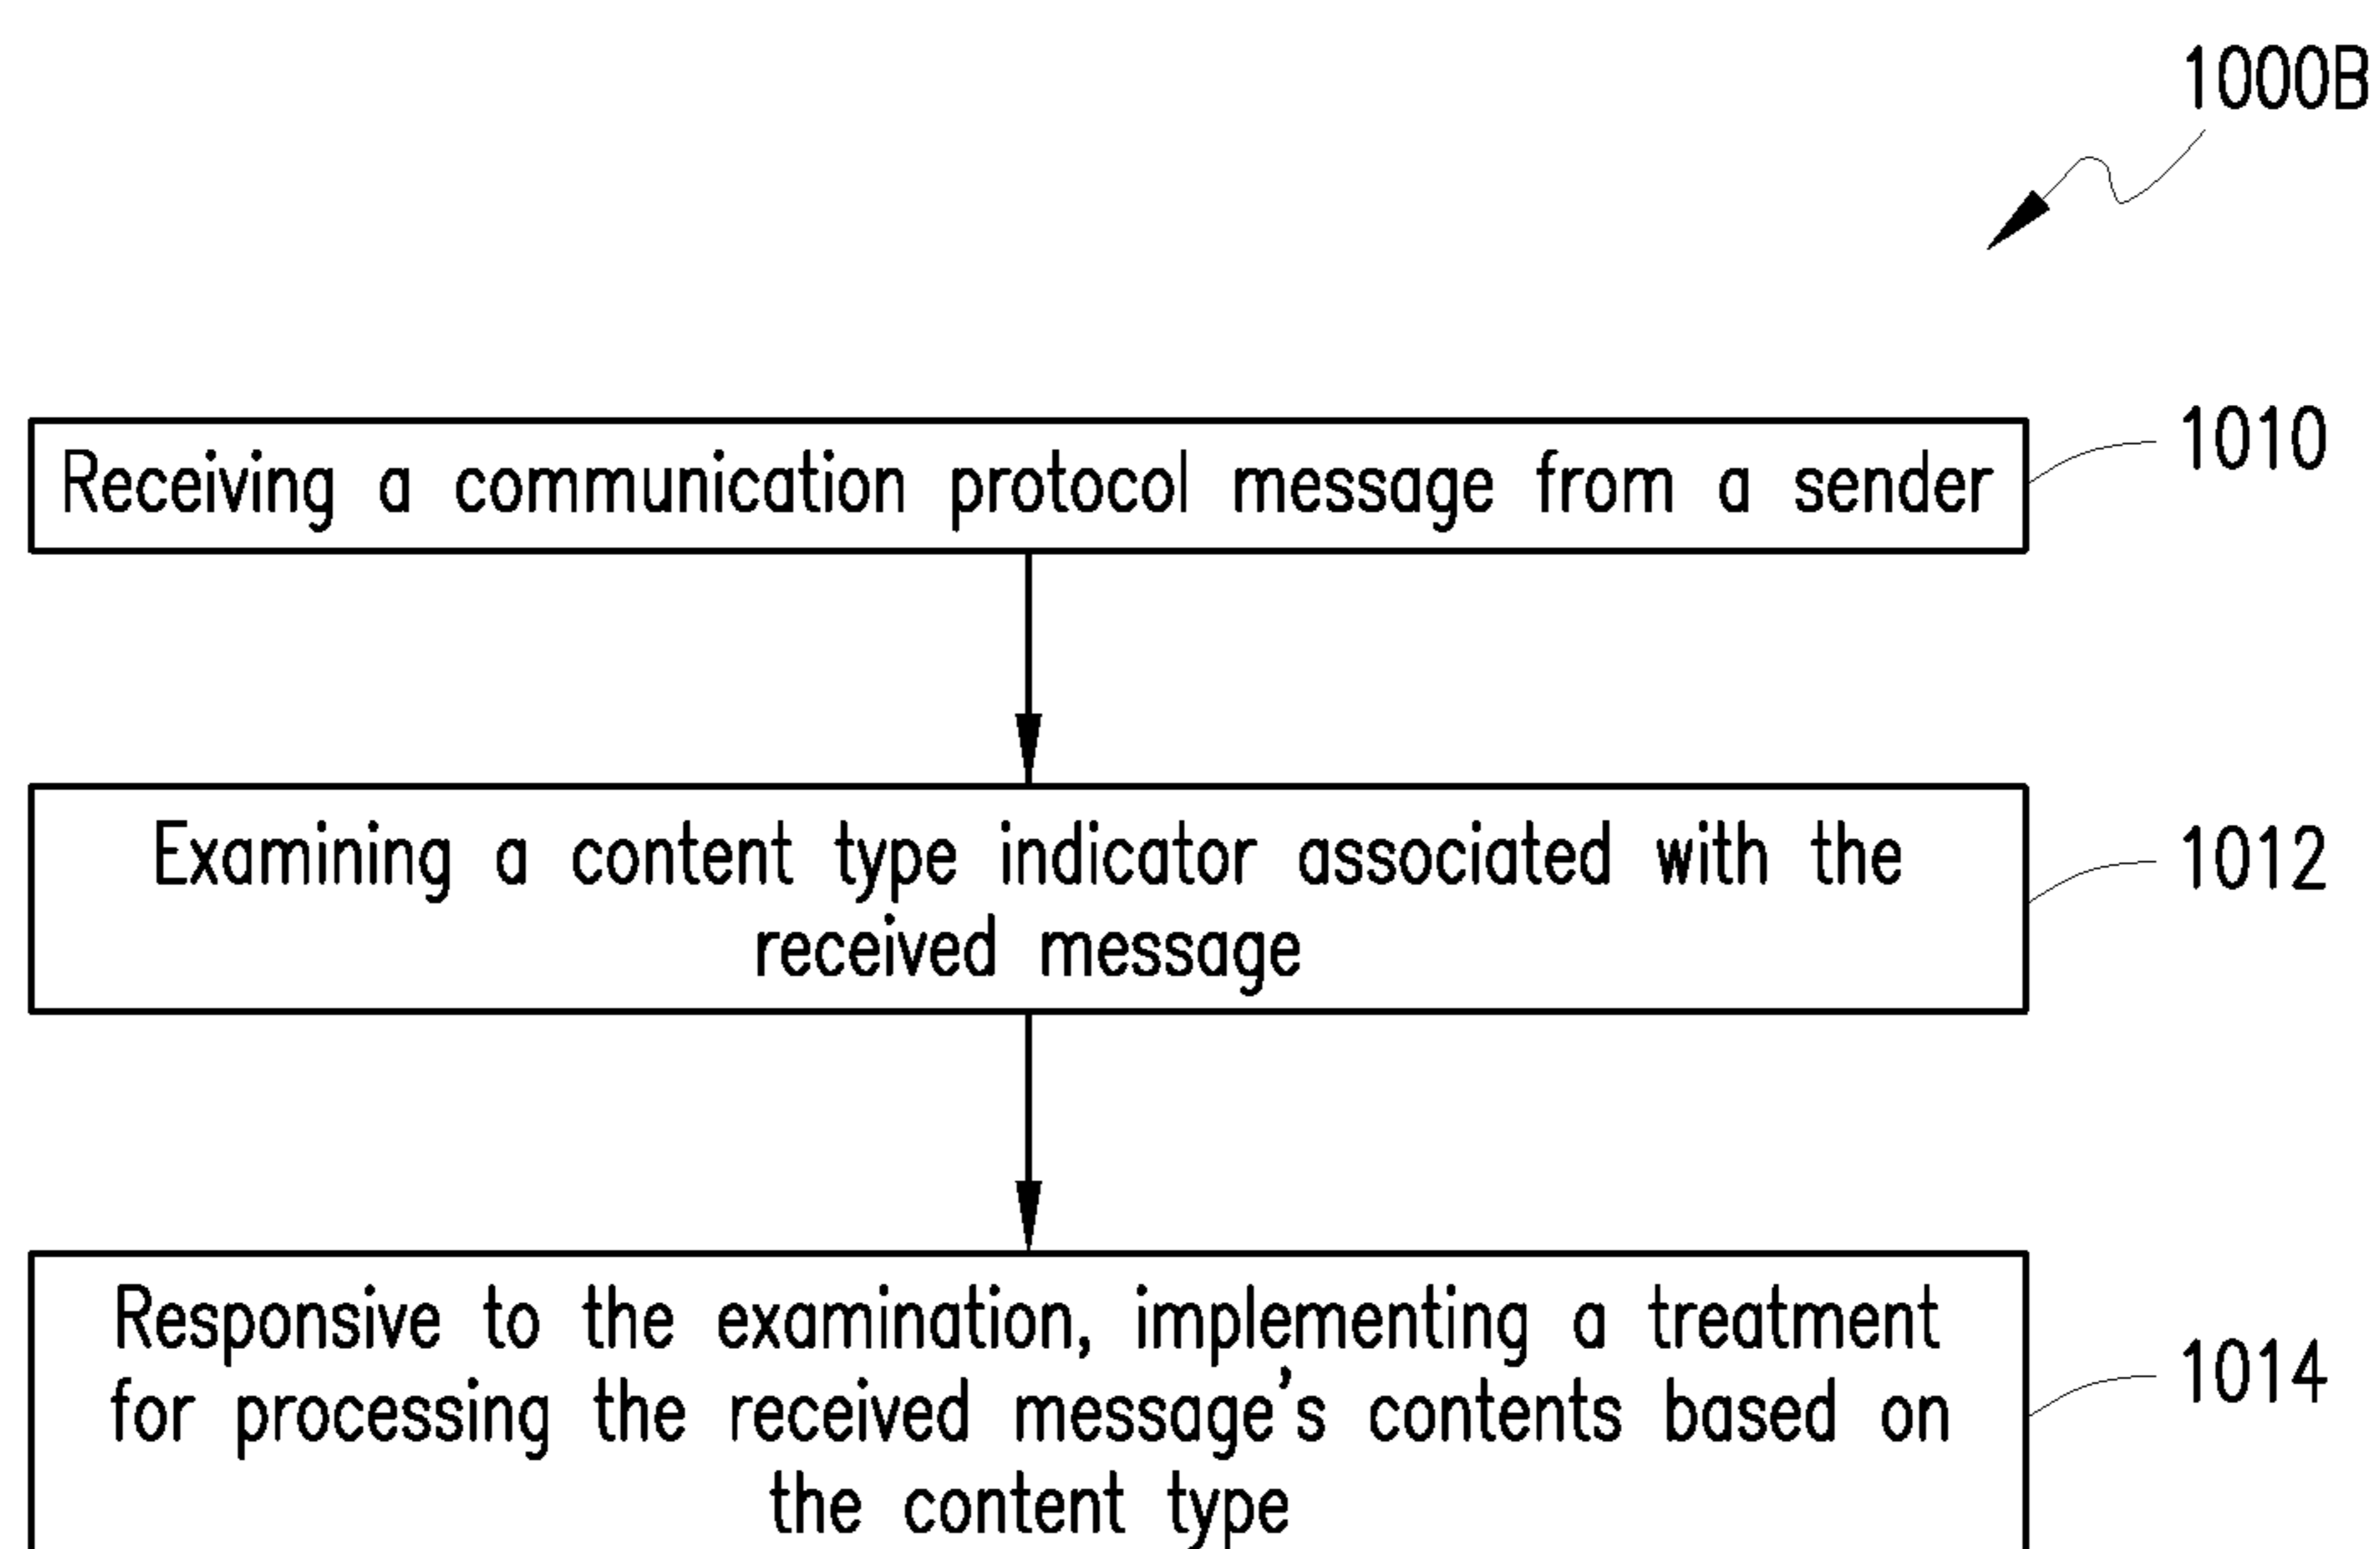 1000B
Receiving a communication protocol message from a sender
1010
Examining a content type indicator associated with the
received message
1012
Responsive to the examination, implementing a treatment
for processing the received message's contents based on
the content type
1014